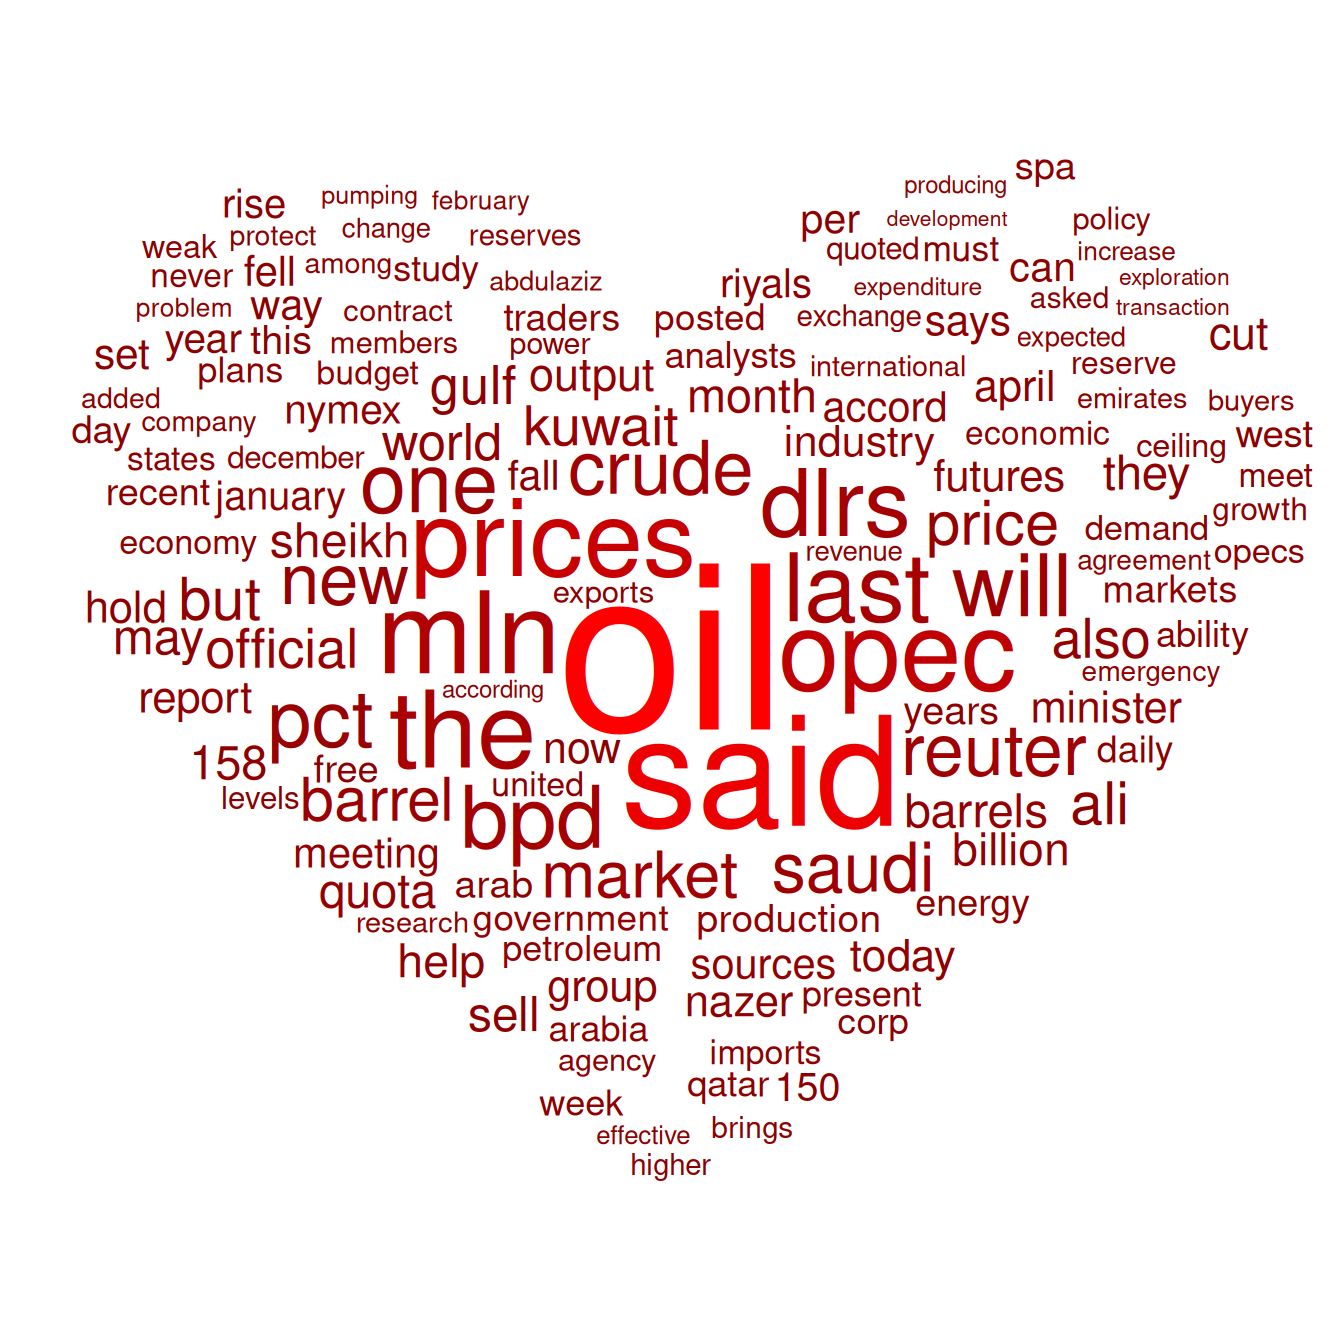 spa
producing
rise pumping february
per development policy
weak protect change reserves
quoted must increase
never fell among study abdulaziz
riyals expenditure can exploration
problem way contract
asked transaction
traders posted exchange says expected cut
set year this members power
analysts international reserve
plans budget gulf output
month accord april emirates buyers
added company nymex
day world kuwait
industry economic ceiling west
states december one fall crude
futures they meet
recent january
dlrs price demand growth
economy sheikh prices
revenue agreement opecs
hold but new exports last will markets
may official mln oil opec also ability
emergency
report according
pct the now years minister
158 free united said reuter daily
levels barrel bpd barrels ali
meeting market saudi billion
quota arab energy
research government production
help petroleum sources today
sell group nazer present
arabia corp
agency imports
week qatar 150
effective brings
higher